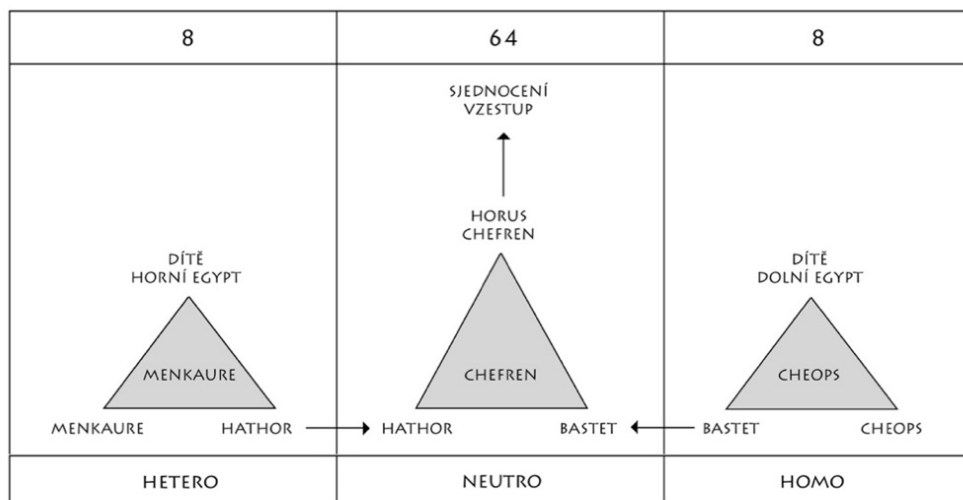 8
64
8
SJEDNOCENÍ
VZESTUP
HORUS
CHEFREN
DÍTĚ
HORNÍ EGYPT
DÍTĚ
DOLNÍ EGYPT
MENKAURE
CHEFREN
CHEOPS
MENKAURE
HATHOR
HATHOR
BASTET
BASTET
CHEOPS
HETERO
NEUTRO
HOMO